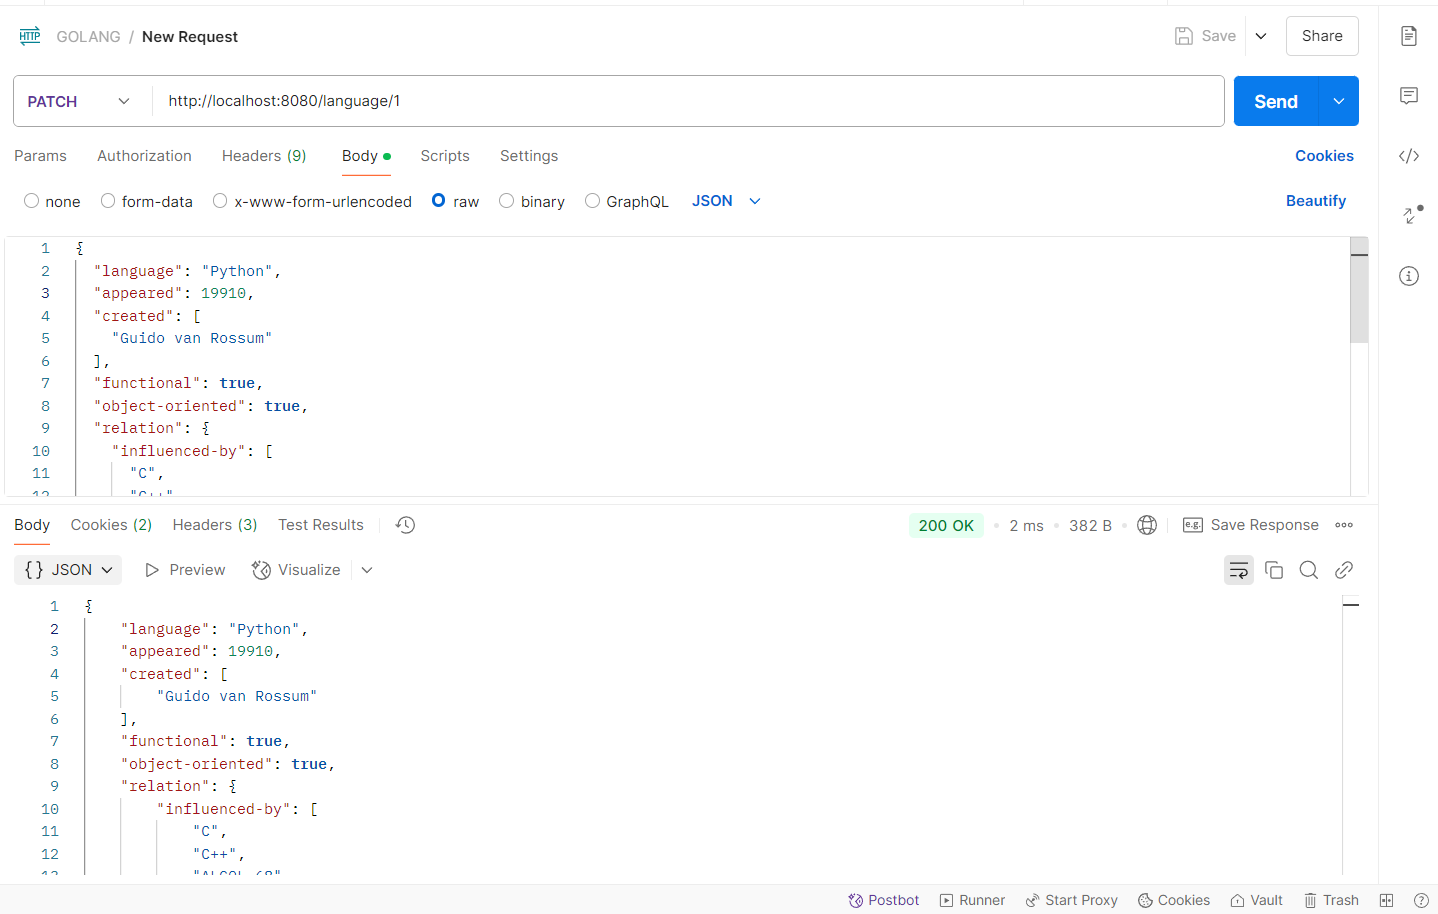 HTTP GOLANG / New Request Save Share
PATCH http://localhost:8080/language/1 Send
Params Authorization Headers (9) Body Scripts Settings Cookies
none form-data x-www-form-urlencoded raw binary GraphQL JSON Beautify
1 {
2 "language": "Python",
3 "appeared": 19910,
4 "created": [
5 "Guido van Rossum"
6 ],
7 "functional": true,
8 "object-oriented": true,
9 "relation": {
10 "influenced-by": [
11 "C",
12 "C++"
Body Cookies (2) Headers (3) Test Results 200 OK • 2 ms • 382 B • e.g. Save Response
{} JSON Preview Visualize
1 {
2 "language": "Python",
3 "appeared": 19910,
4 "created": [
5 "Guido van Rossum"
6 ],
7 "functional": true,
8 "object-oriented": true,
9 "relation": {
10 "influenced-by": [
11 "C",
12 "C++",
13 "ALGOL 68"
Postbot Runner Start Proxy Cookies Vault Trash